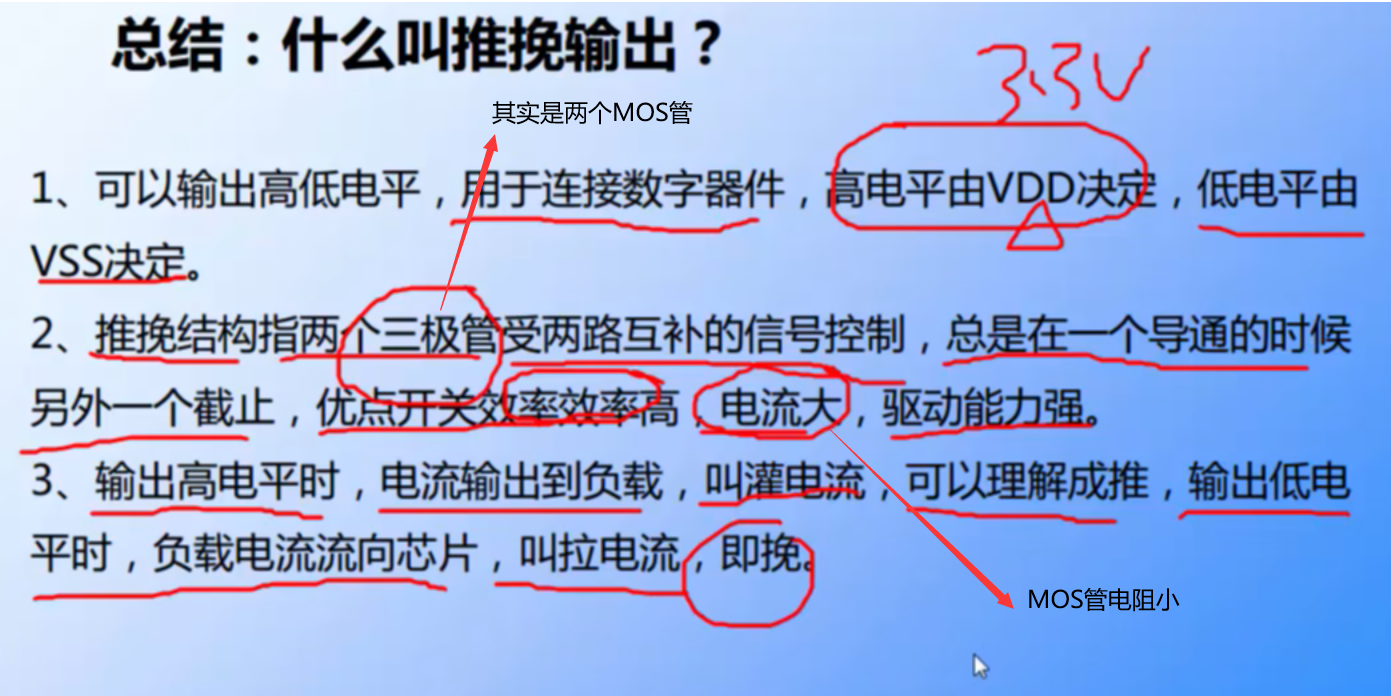 总结：什么叫推挽输出？
3.3V
其实是两个MOS管
1、可以输出高低电平，用于连接数字器件，高电平由VDD决定，低电平由
VSS决定。
2、推挽结构指两个三极管受两路互补的信号控制，总是在一个导通的时候
另外一个截止，优点开关效率效率高，电流大，驱动能力强。
3、输出高电平时，电流输出到负载，叫灌电流，可以理解成推，输出低电
平时，负载电流流向芯片，叫拉电流，即挽。
MOS管电阻小